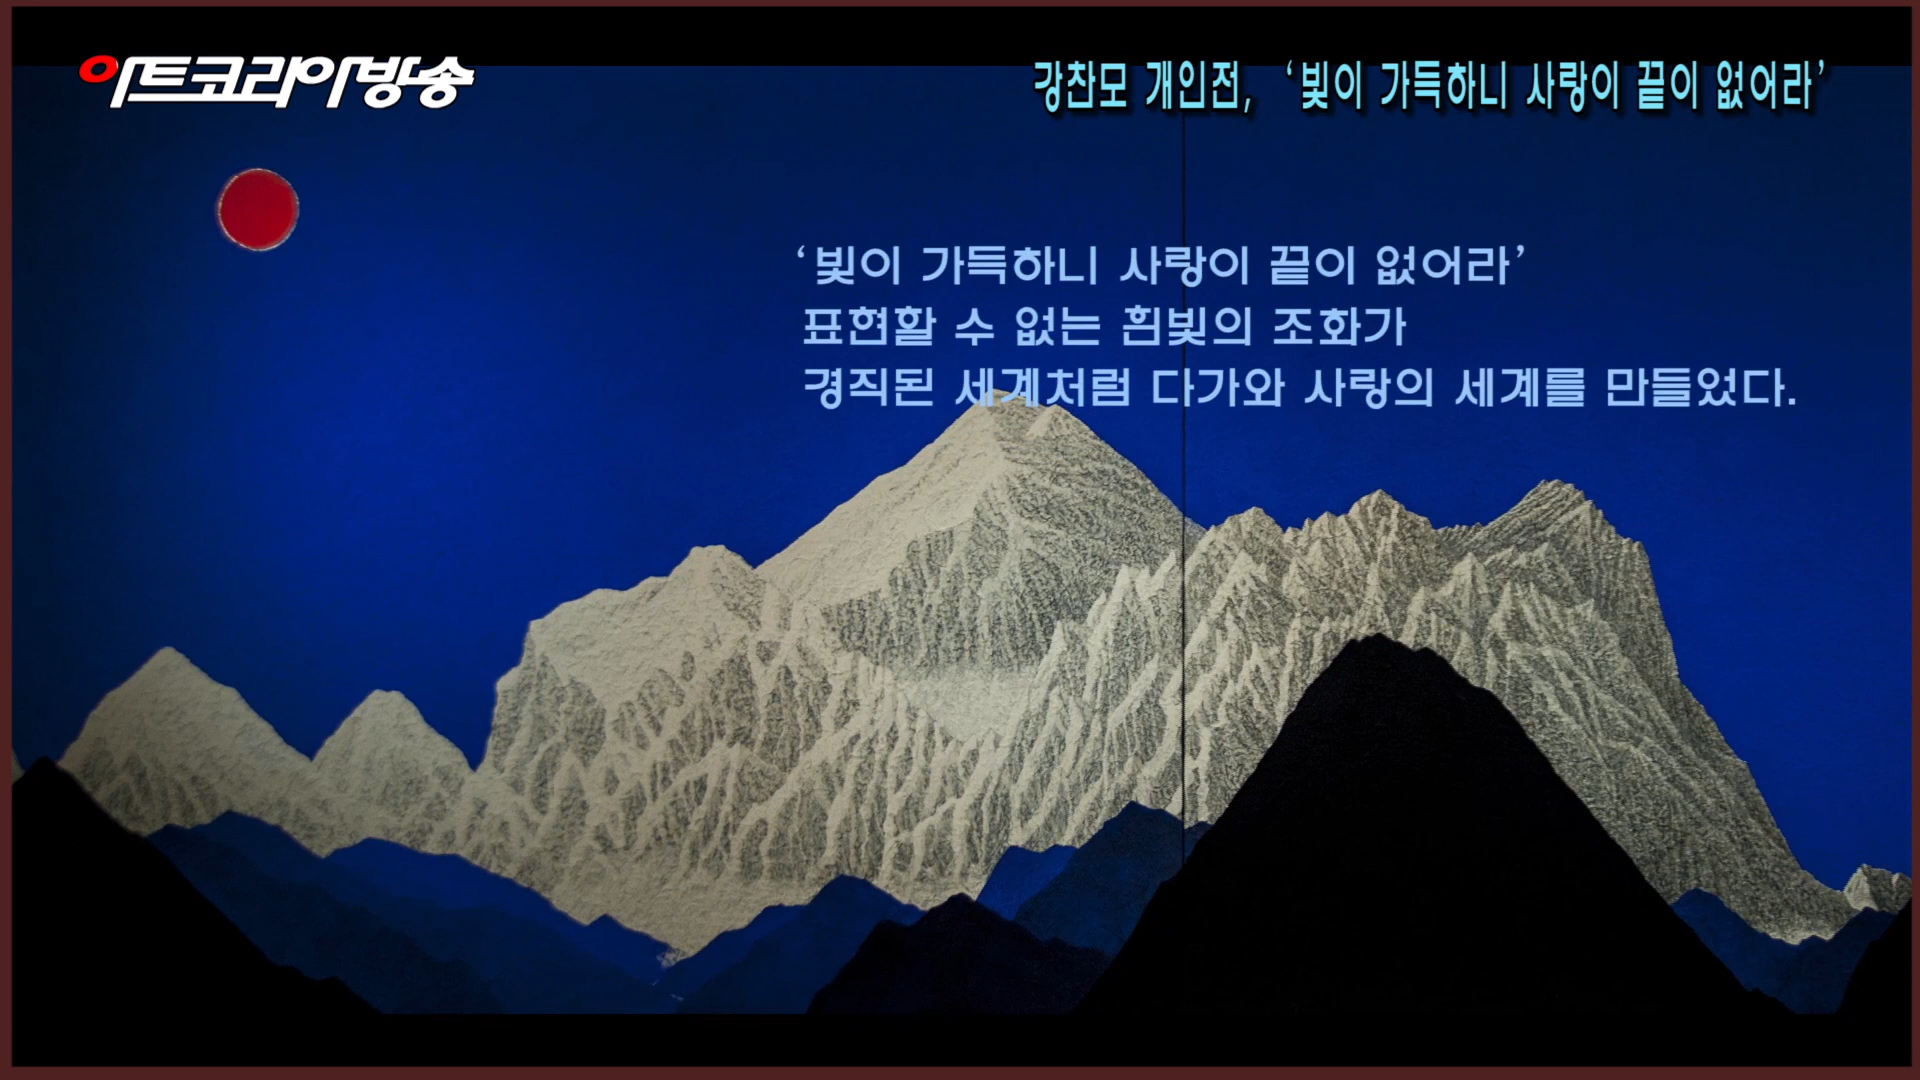 아트코리아방송
강찬모 개인전, ‘빛이 가득하니 사랑이 끝이 없어라’
‘빛이 가득하니 사랑이 끝이 없어라’
표현할 수 없는 흰빛의 조화가
경직된 세계처럼 다가와 사랑의 세계를 만들었다.